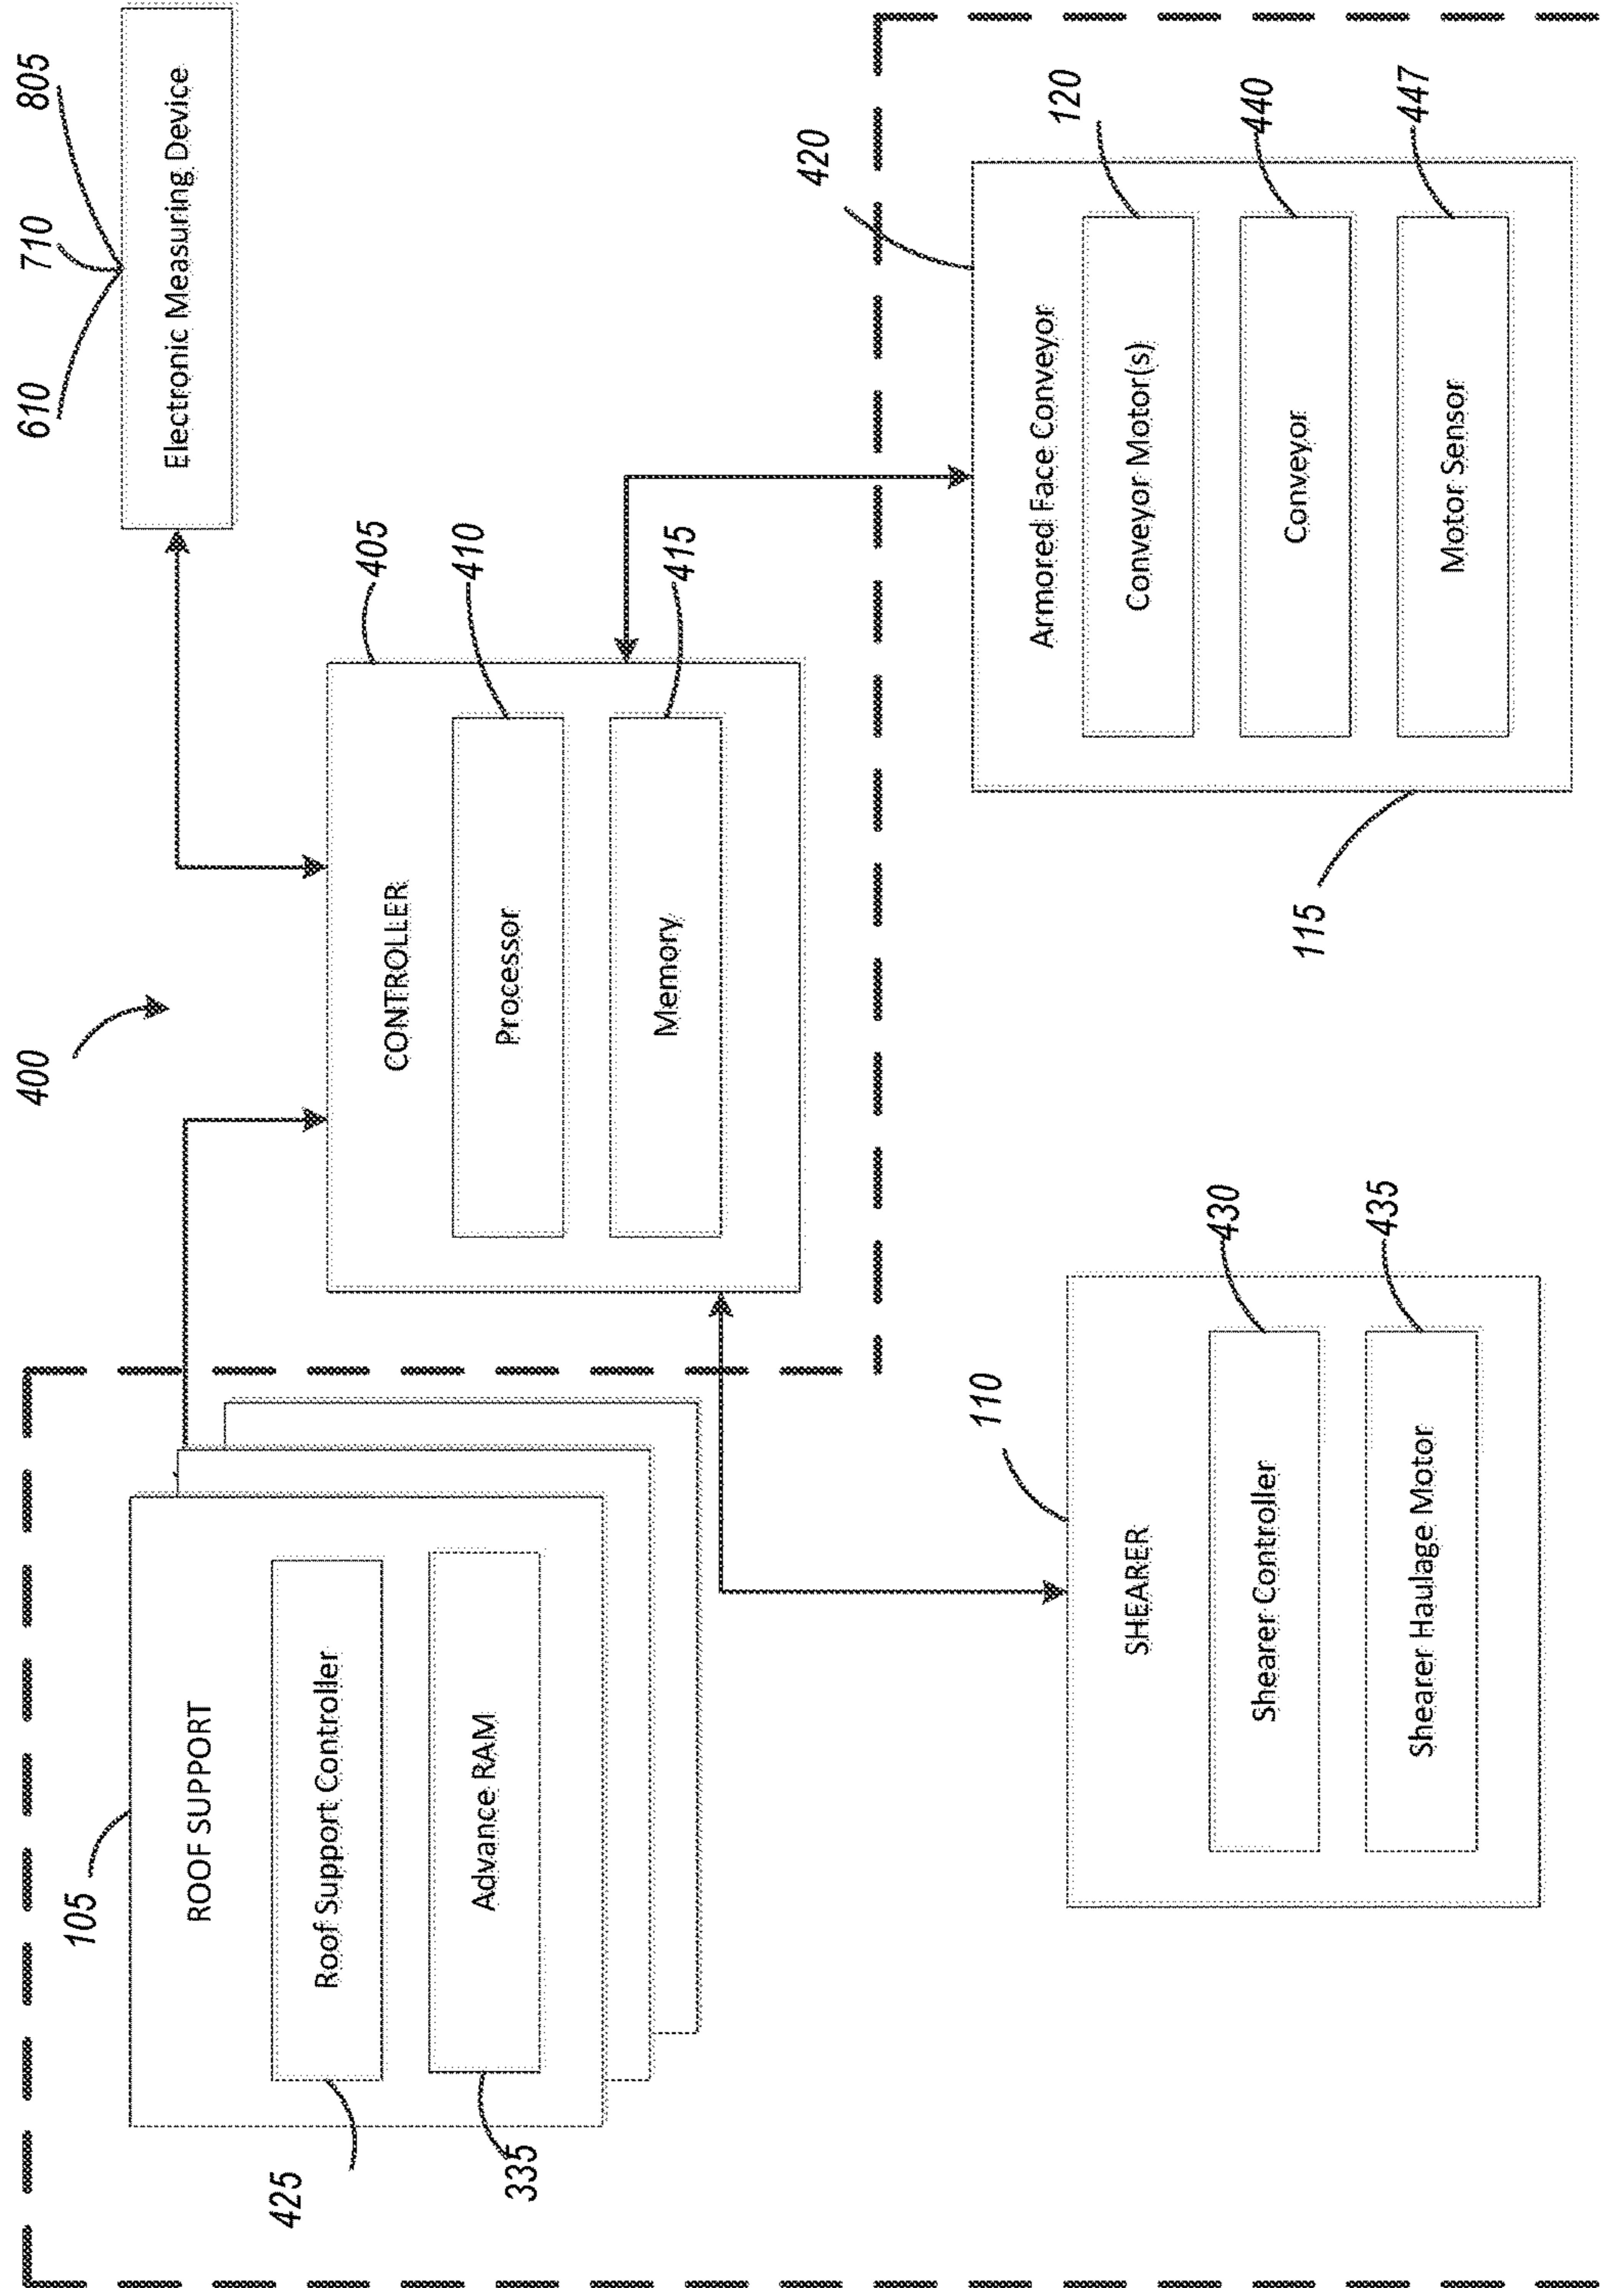 400
610
710
805
Electronic Measuring Device
105
ROOF SUPPORT
425
Roof Support Controller
335
Advance RAM
CONTROLLER
405
Processor
410
Memory
415
110
SHEARER
Shearer Controller
430
Shearer Haulage Motor
435
420
Armored Face Conveyor
Conveyor Motor(s)
120
Conveyor
440
115
Motor Sensor
447